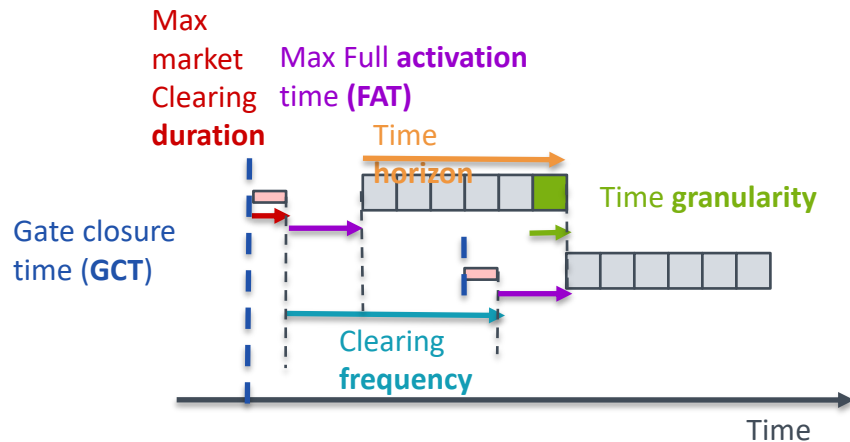 Max
market
Clearing
duration
Max Full activation
time (FAT)
Time
horizon
Time granularity
Gate closure
time (GCT)
Clearing
frequency
Time